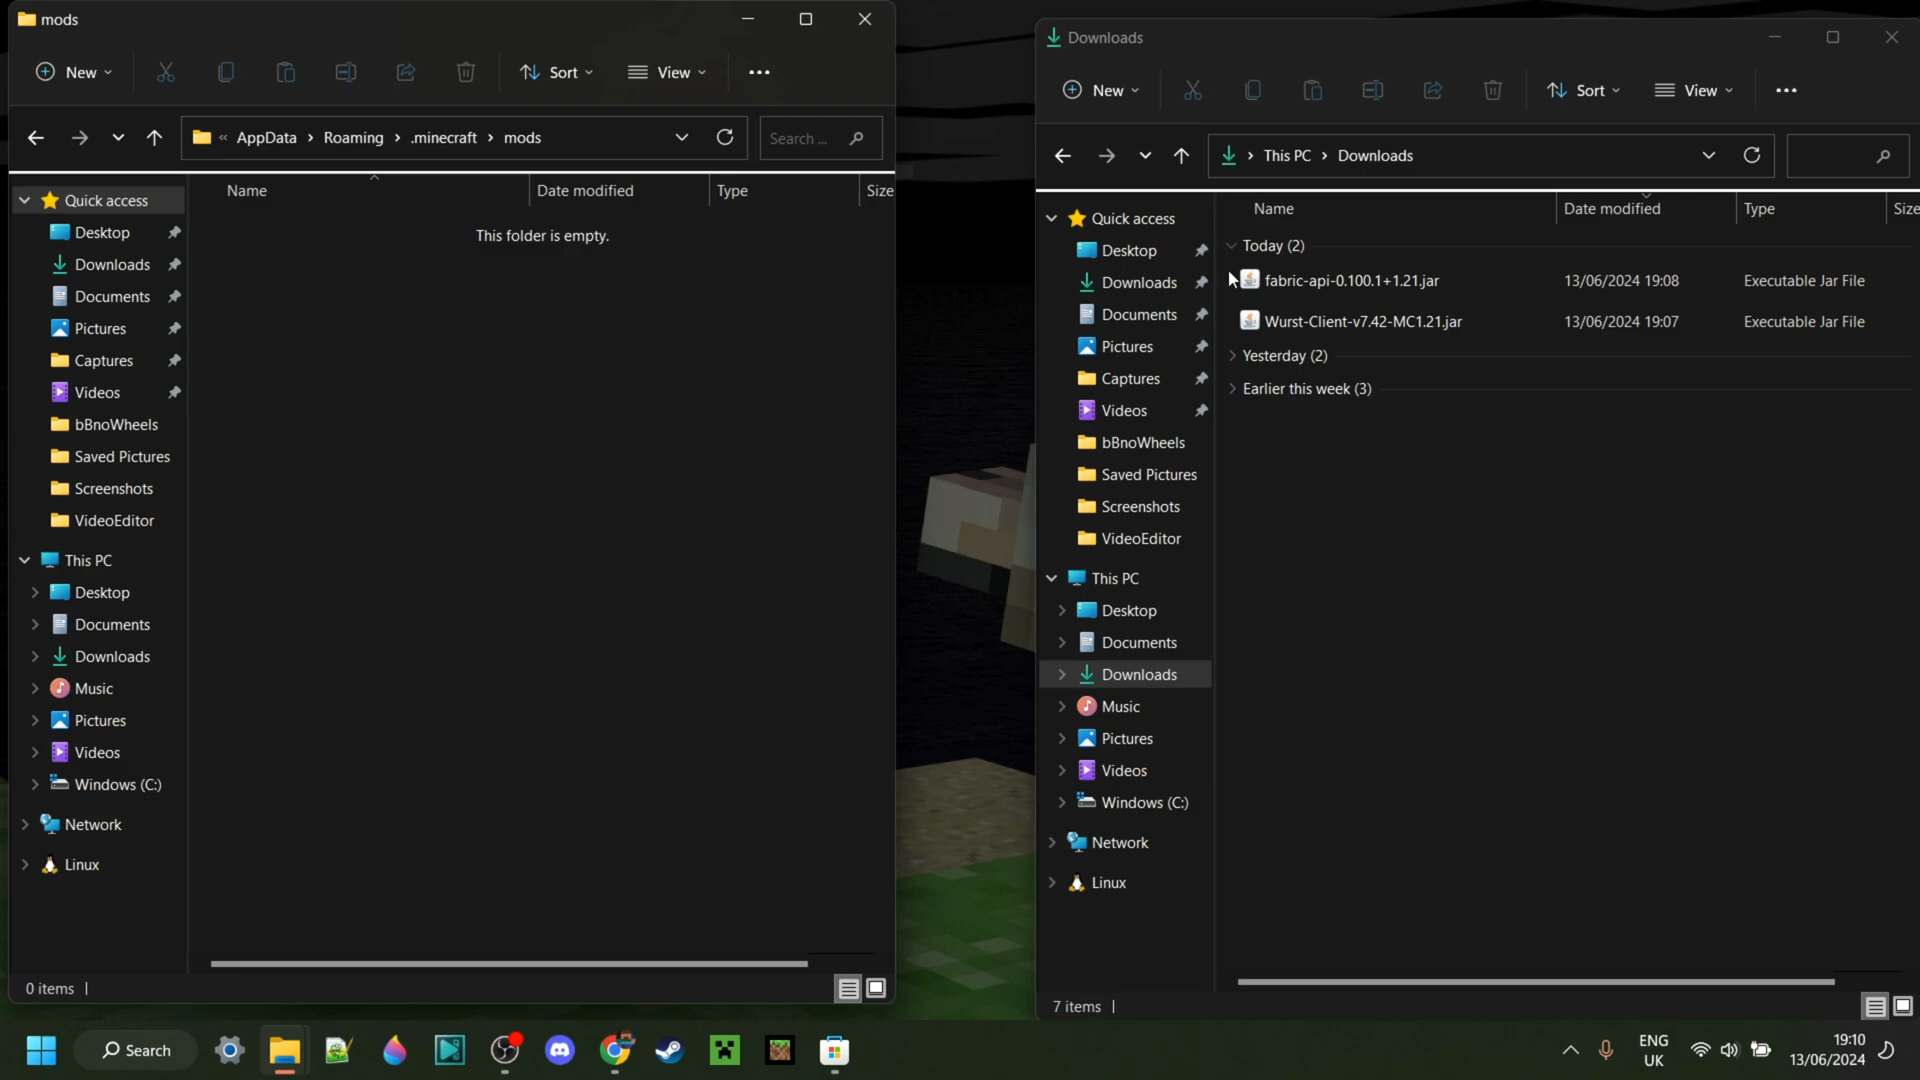 mods
New
Sort
View
« AppData > Roaming > .minecraft > mods
Search ...
Name
Date modified
Type
Size
This folder is empty.
Quick access
Desktop
Downloads
Documents
Pictures
Captures
Videos
bBnoWheels
Saved Pictures
Screenshots
VideoEditor
This PC
Desktop
Documents
Downloads
Music
Pictures
Videos
Windows (C:)
Network
Linux
0 items
Downloads
New
Sort
View
> This PC > Downloads
Name
Date modified
Type
Size
Today (2)
fabric-api-0.100.1+1.21.jar 13/06/2024 19:08 Executable Jar File
Wurst-Client-v7.42-MC1.21.jar 13/06/2024 19:07 Executable Jar File
Yesterday (2)
Earlier this week (3)
Quick access
Desktop
Downloads
Documents
Pictures
Captures
Videos
bBnoWheels
Saved Pictures
Screenshots
VideoEditor
This PC
Desktop
Documents
Downloads
Music
Pictures
Videos
Windows (C:)
Network
Linux
7 items
Search
ENG
UK
19:10
13/06/2024